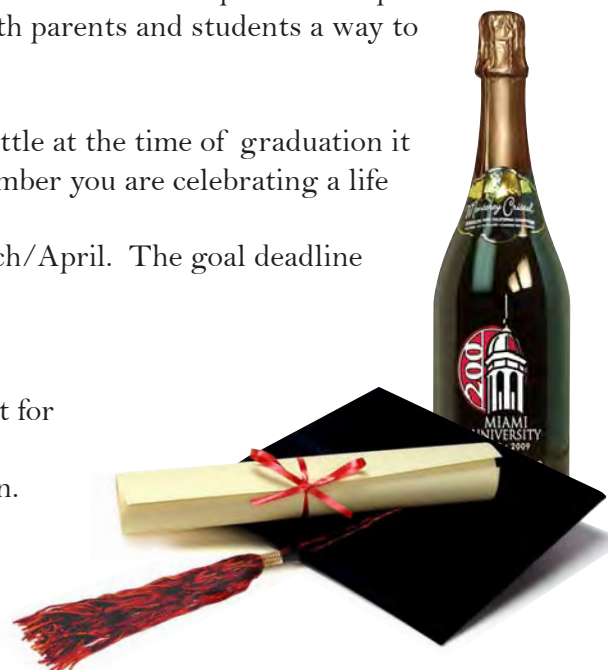 th parents and students a way to
ttle at the time of graduation it
mber you are celebrating a life
ch/April. The goal deadline
t for
n.
200
MIAMI
UNIVERSITY
2009